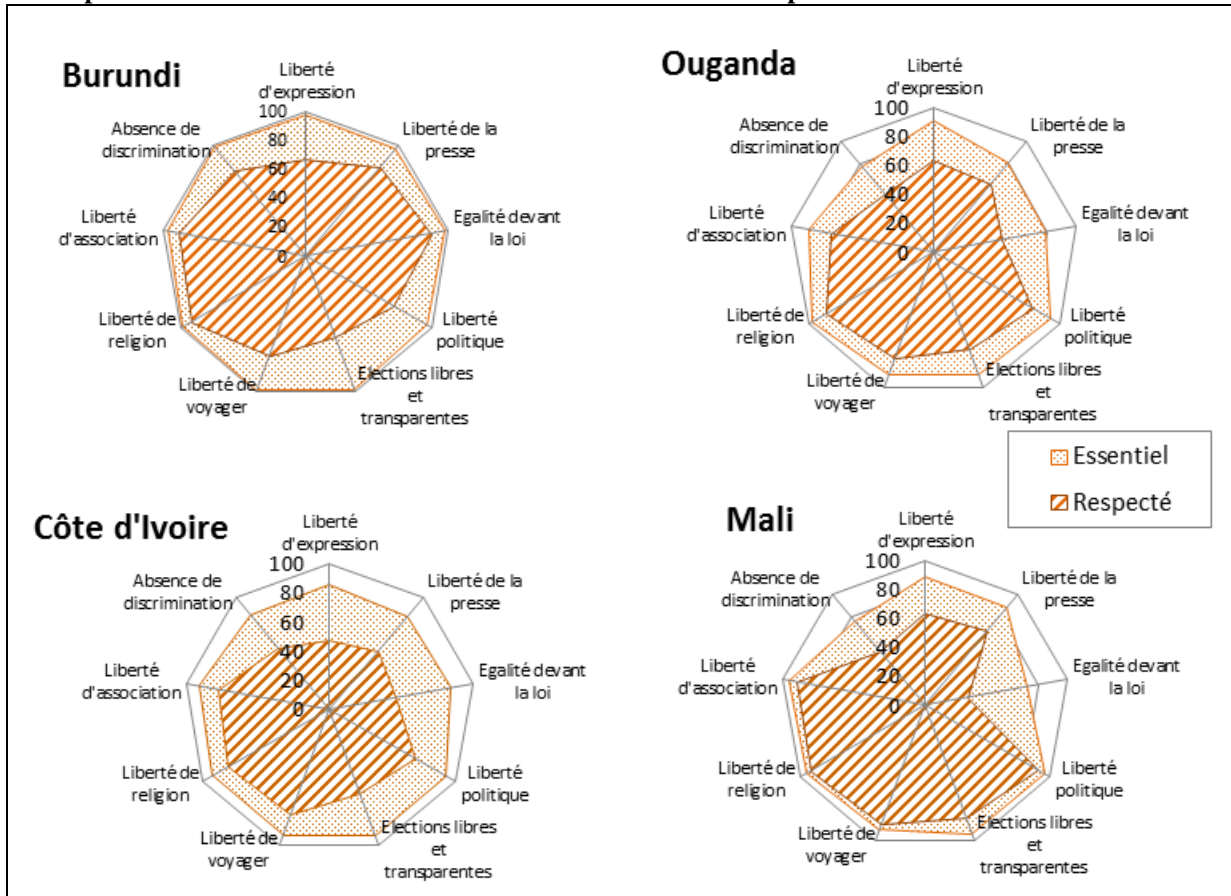 Burundi
Liberté
d'expression
Liberté de la
presse
Egalité devant
la loi
Liberté
politique
Elections libres
et
transparentes
Liberté de
voyager
Liberté de
religion
Liberté
d'association
Absence de
discrimination
100
80
60
40
20
0
Ouganda
Liberté
d'expression
Liberté de la
presse
Egalité devant
la loi
Liberté
politique
Elections libres
et
transparentes
Liberté de
voyager
Liberté de
religion
Liberté
d'association
Absence de
discrimination
100
80
60
40
20
0
Essentiel
Respecté
Côte d'Ivoire
Liberté
d'expression
Liberté de la
presse
Egalité devant
la loi
Liberté
politique
Elections libres
et
transparentes
Liberté de
voyager
Liberté de
religion
Liberté
d'association
Absence de
discrimination
100
80
60
40
20
0
Mali
Liberté
d'expression
Liberté de la
presse
Egalité devant
la loi
Liberté
politique
Elections libres
et
transparentes
Liberté de
voyager
Liberté de
religion
Liberté
d'association
Absence de
discrimination
100
80
60
40
20
0